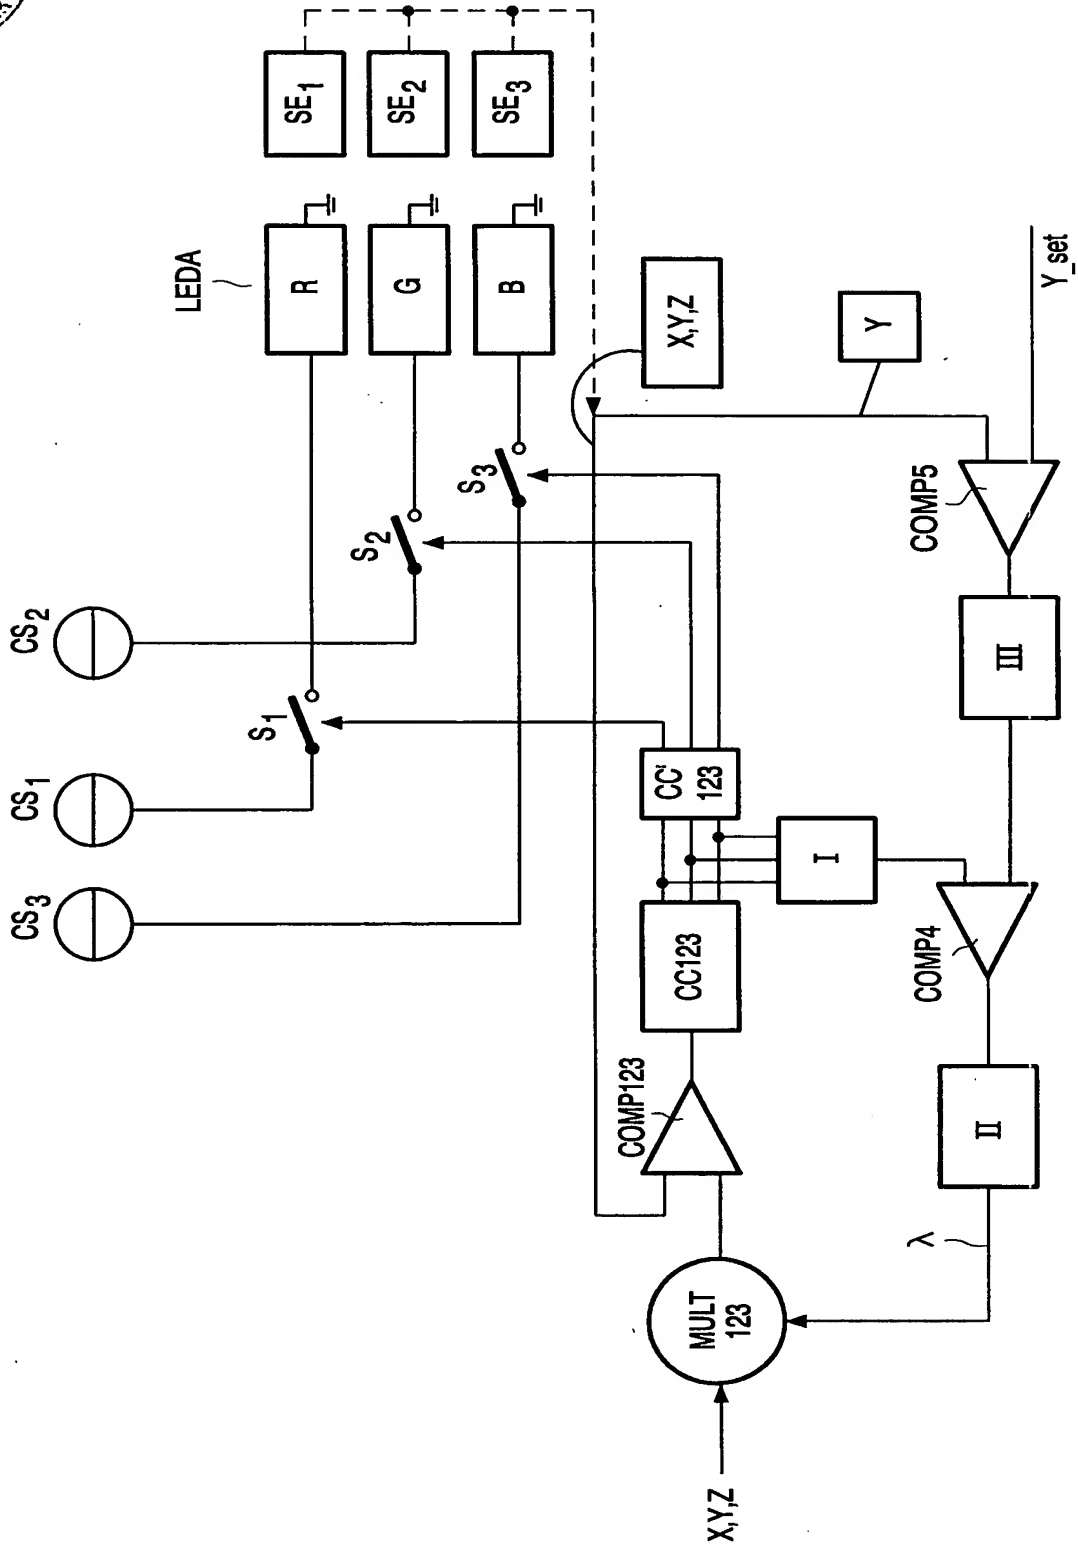 CS3
CS1
CS2
S1
S2
S3
LEDA
R
G
B
SE1
SE2
SE3
X,Y,Z
MULT
123
COMP123
CC123
CC'
123
X,Y,Z
I
Y
λ
II
COMP4
III
COMP5
Y_set